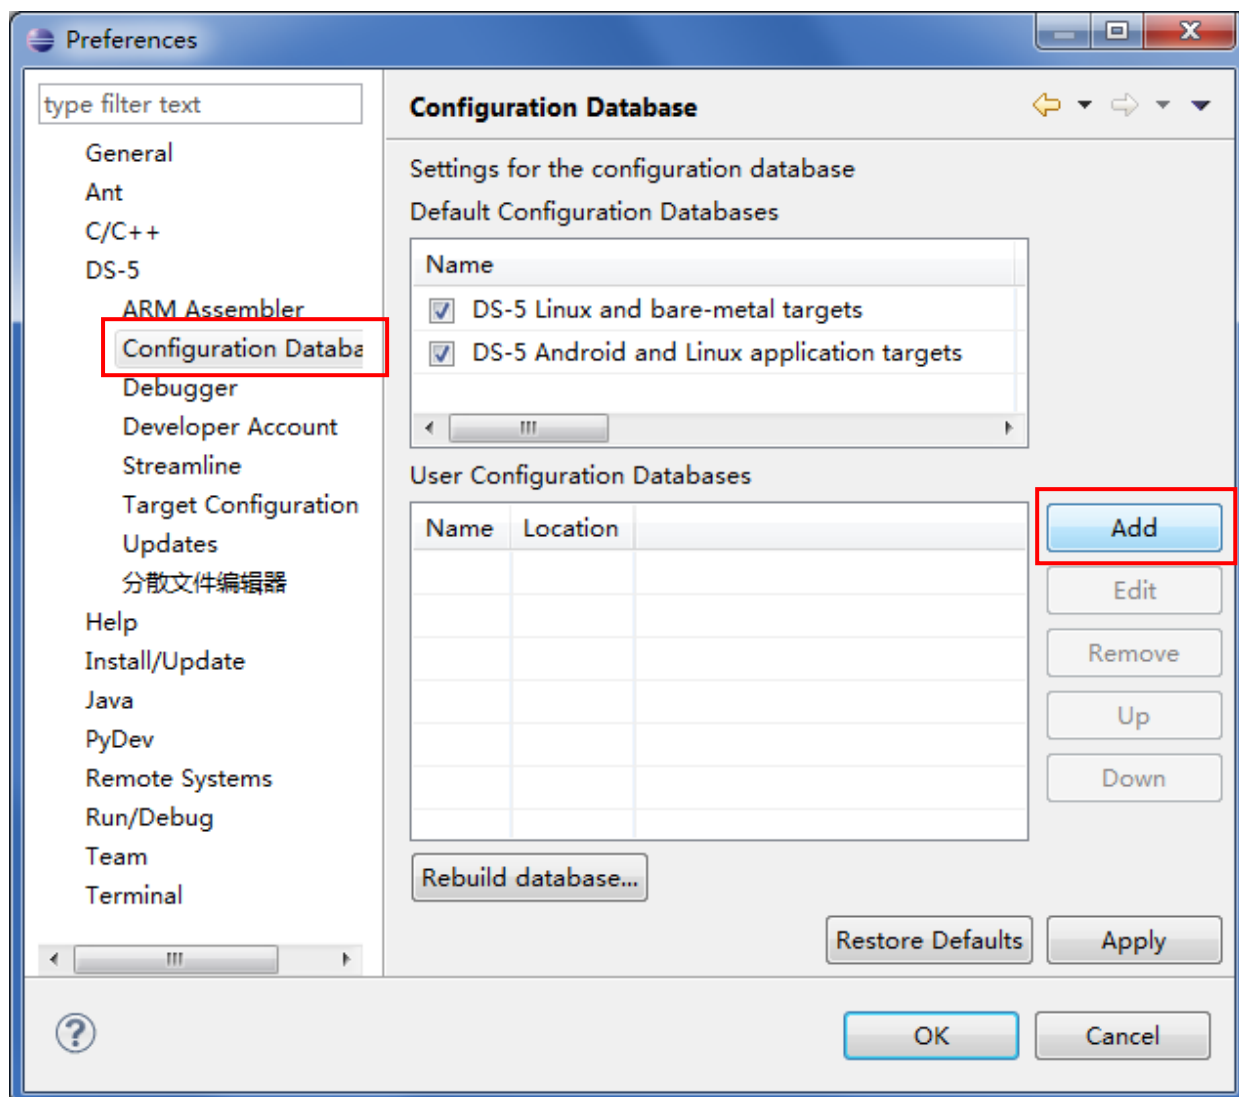 Preferences
type filter text
General
Ant
C/C++
DS-5
ARM Assembler
Configuration Databa
Debugger
Developer Account
Streamline
Target Configuration
Updates
分散文件编辑器
Help
Install/Update
Java
PyDev
Remote Systems
Run/Debug
Team
Terminal
Configuration Database
Settings for the configuration database
Default Configuration Databases
Name
DS-5 Linux and bare-metal targets
DS-5 Android and Linux application targets
User Configuration Databases
Name Location
Add
Edit
Remove
Up
Down
Rebuild database...
Restore Defaults Apply
OK Cancel